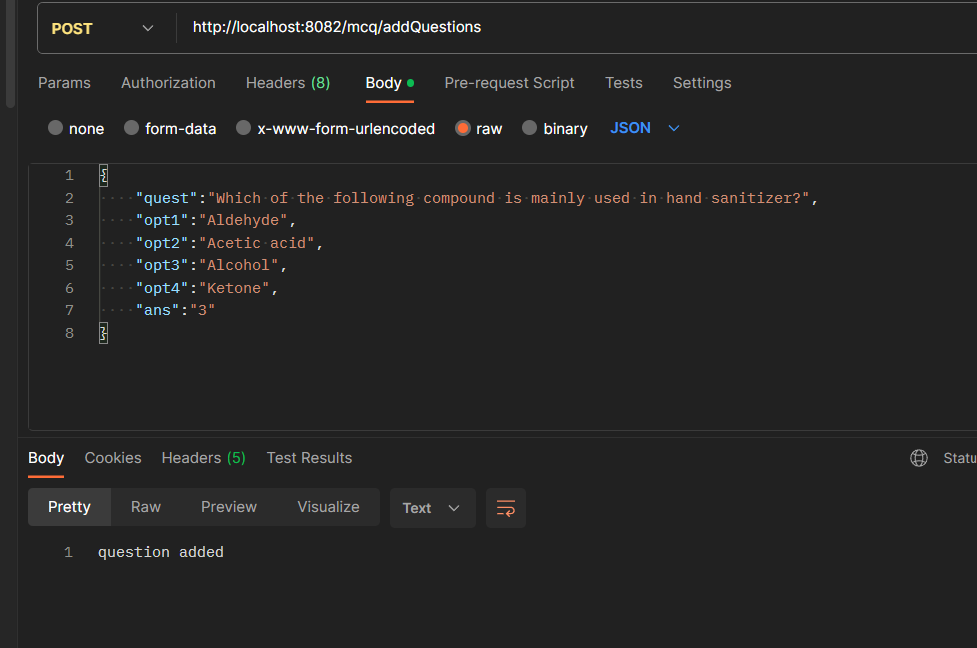 POST http://localhost:8082/mcq/addQuestions
Params Authorization Headers (8) Body Pre-request Script Tests Settings
none form-data x-www-form-urlencoded raw binary JSON
1 {
2 "quest":"Which of the following compound is mainly used in hand sanitizer?",
3 "opt1":"Aldehyde",
4 "opt2":"Acetic acid",
5 "opt3":"Alcohol",
6 "opt4":"Ketone",
7 "ans":"3"
8 }
Body Cookies Headers (5) Test Results Statu
Pretty Raw Preview Visualize Text
1 question added